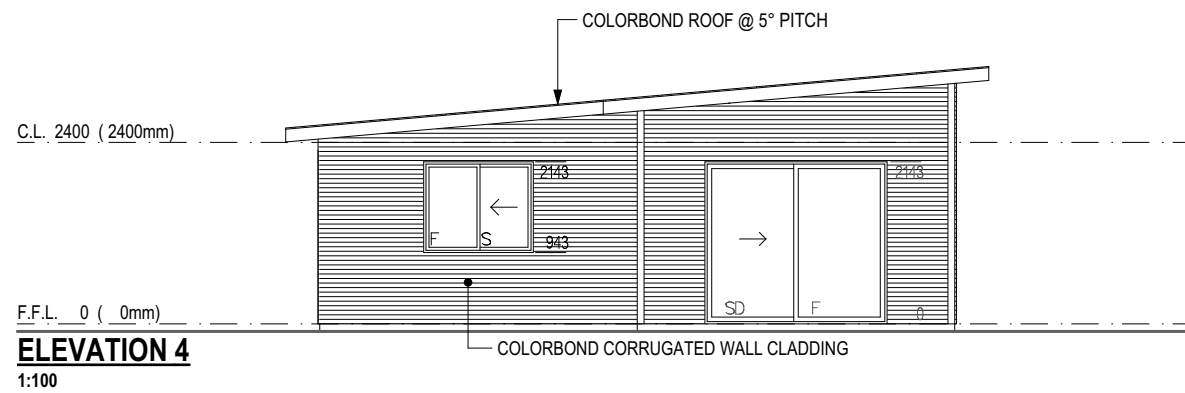 COLORBOND ROOF @ 5° PITCH
C.L. 2400 ( 2400mm)
2143
2143
F
S
943
SD
F
0
F.F.L. 0 ( 0mm)
ELEVATION 4
COLORBOND CORRUGATED WALL CLADDING
1:100